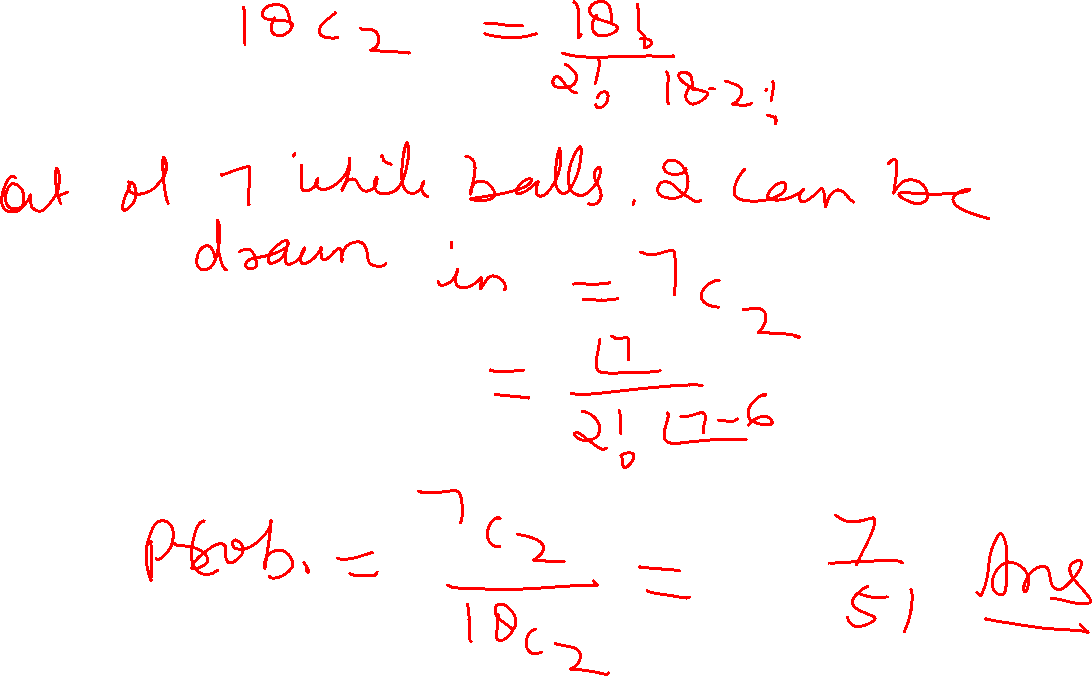 18C2 = 18! / 2! 18-2!
out of 7 white balls. 2 can be
drawn in = 7C2
= ⌊7 / 2! ⌊7-6
Prob. = 7C2 / 18C2 = 7/51 Ans